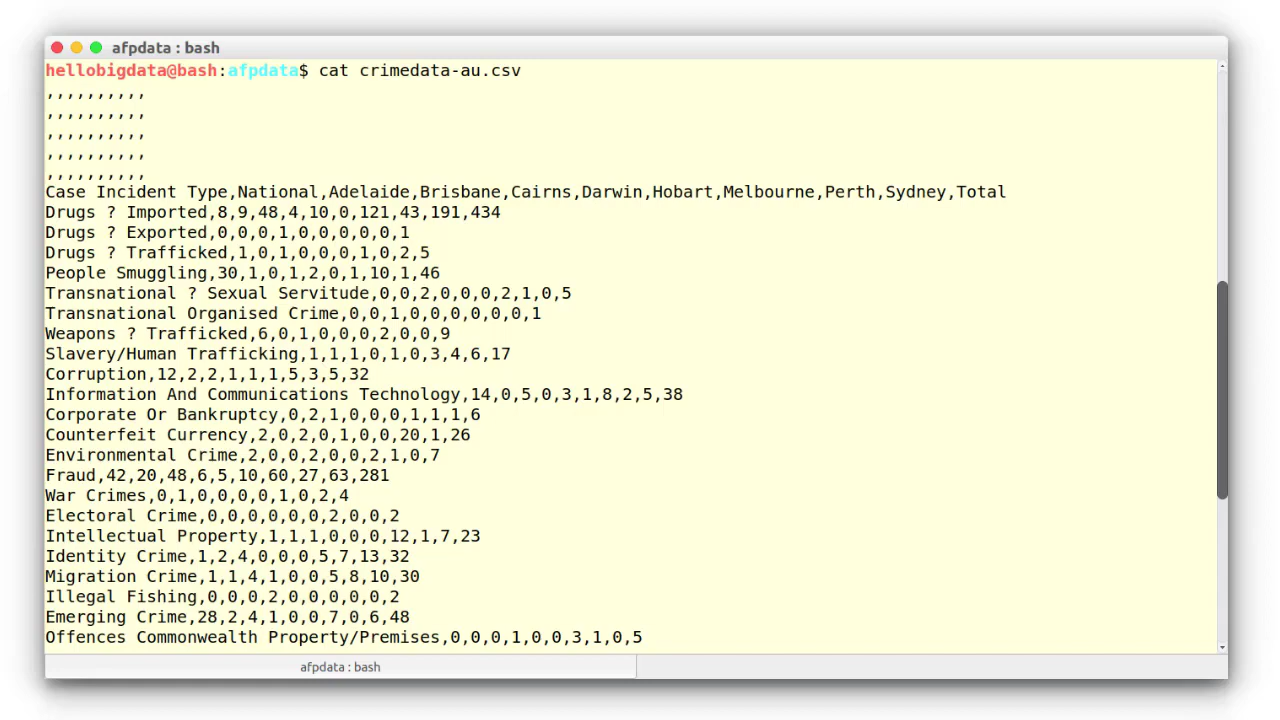 afpdata : bash
hellobigdata@bash:afpdata$ cat crimedata-au.csv
,,,,,,,,,,
,,,,,,,,,,
,,,,,,,,,,
,,,,,,,,,,
,,,,,,,,,,
Case Incident Type,National,Adelaide,Brisbane,Cairns,Darwin,Hobart,Melbourne,Perth,Sydney,Total
Drugs ? Imported,8,9,48,4,10,0,121,43,191,434
Drugs ? Exported,0,0,0,1,0,0,0,0,0,1
Drugs ? Trafficked,1,0,1,0,0,0,1,0,2,5
People Smuggling,30,1,0,1,2,0,1,10,1,46
Transnational ? Sexual Servitude,0,0,2,0,0,0,2,1,0,5
Transnational Organised Crime,0,0,1,0,0,0,0,0,0,1
Weapons ? Trafficked,6,0,1,0,0,0,2,0,0,9
Slavery/Human Trafficking,1,1,1,0,1,0,3,4,6,17
Corruption,12,2,2,1,1,1,5,3,5,32
Information And Communications Technology,14,0,5,0,3,1,8,2,5,38
Corporate Or Bankruptcy,0,2,1,0,0,0,1,1,1,6
Counterfeit Currency,2,0,2,0,1,0,0,20,1,26
Environmental Crime,2,0,0,2,0,0,2,1,0,7
Fraud,42,20,48,6,5,10,60,27,63,281
War Crimes,0,1,0,0,0,0,1,0,2,4
Electoral Crime,0,0,0,0,0,0,2,0,0,2
Intellectual Property,1,1,1,0,0,0,12,1,7,23
Identity Crime,1,2,4,0,0,0,5,7,13,32
Migration Crime,1,1,4,1,0,0,5,8,10,30
Illegal Fishing,0,0,0,2,0,0,0,0,0,2
Emerging Crime,28,2,4,1,0,0,7,0,6,48
Offences Commonwealth Property/Premises,0,0,0,1,0,0,3,1,0,5
afpdata : bash